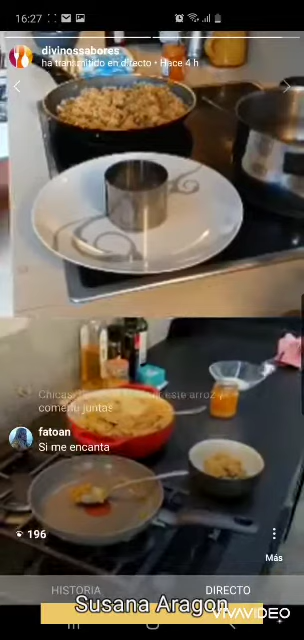 16:27
divinossabores
ha transmitido en directo • Hace 4 h
comerlo juntas
fatoan
Si me encanta
196
Más
HISTORIA
DIRECTO
Susana Aragon
VIVAVIDEO